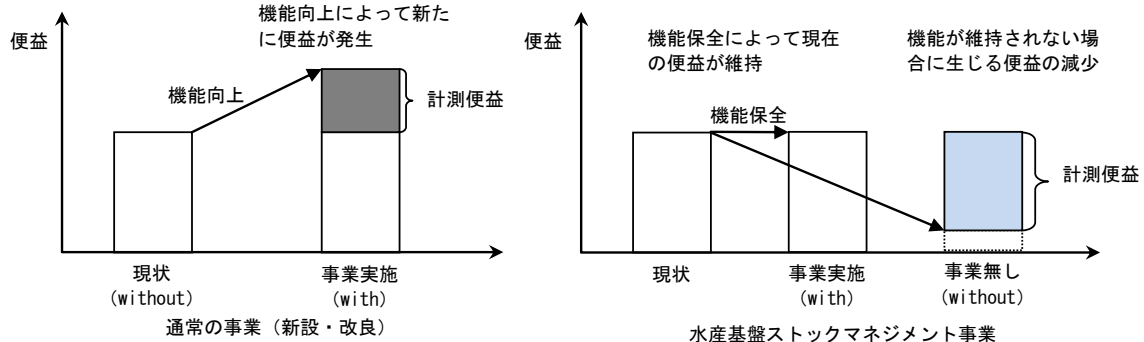 便益
機能向上によって新た
に便益が発生
機能向上
計測便益
現状
(without)
事業実施
(with)
通常の事業（新設・改良）
便益
機能保全によって現在
の便益が維持
機能が維持されない場
合に生じる便益の減少
機能保全
計測便益
現状
事業実施
(with)
事業無し
(without)
水産基盤ストックマネジメント事業